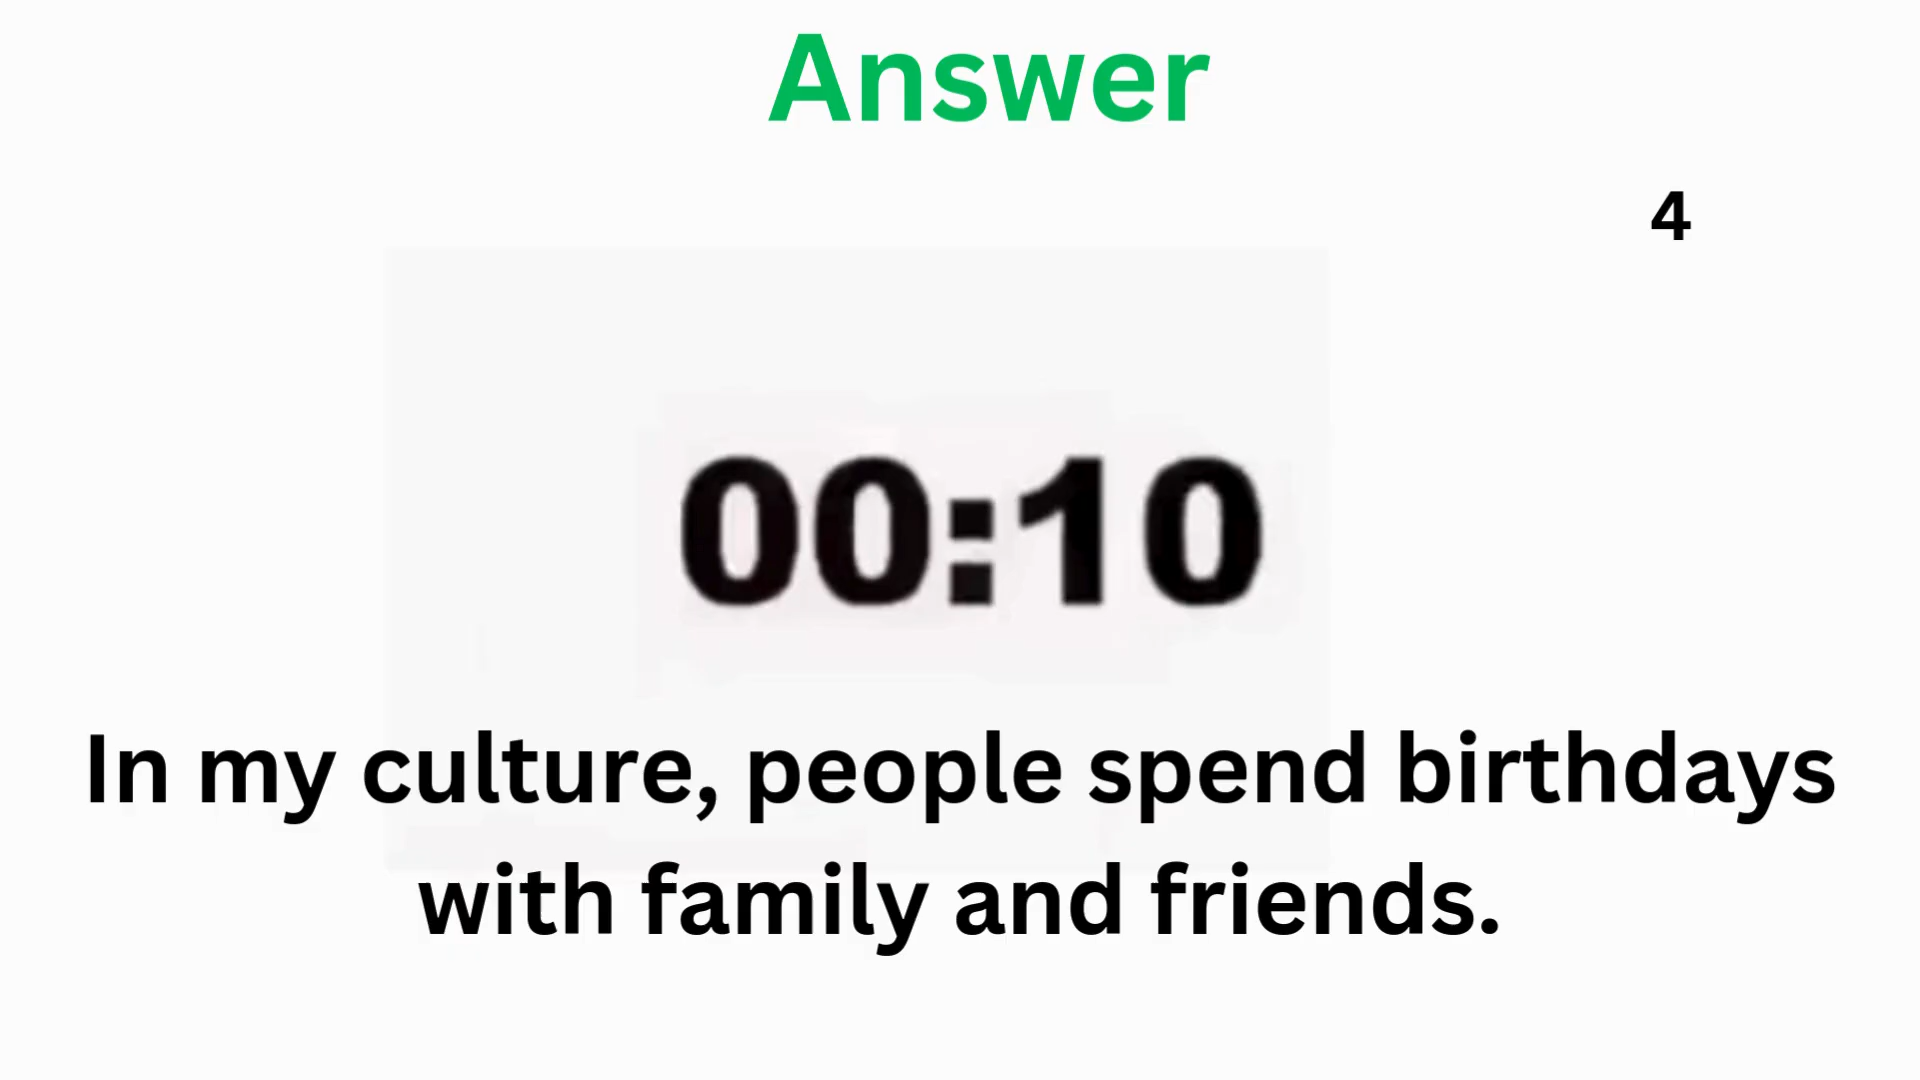 Answer
4
00:10
In my culture, people spend birthdays
with family and friends.